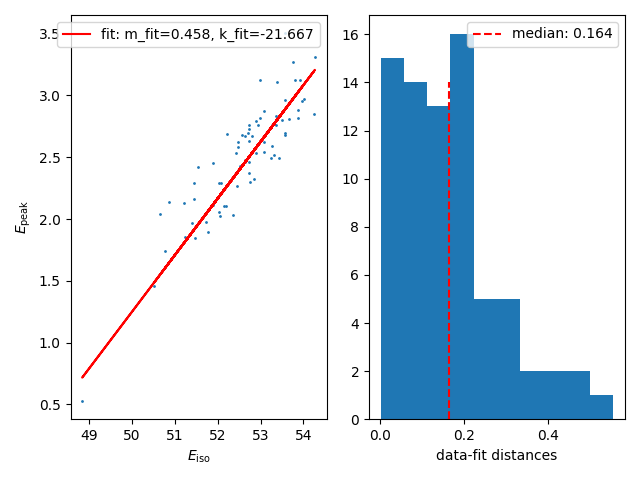 fit: m_fit=0.458, k_fit=-21.667
3.5
3.0
2.5
2.0
1.5
1.0
0.5
E_peak
49 50 51 52 53 54
E_iso
median: 0.164
16
14
12
10
8
6
4
2
0
0.0 0.2 0.4
data-fit distances